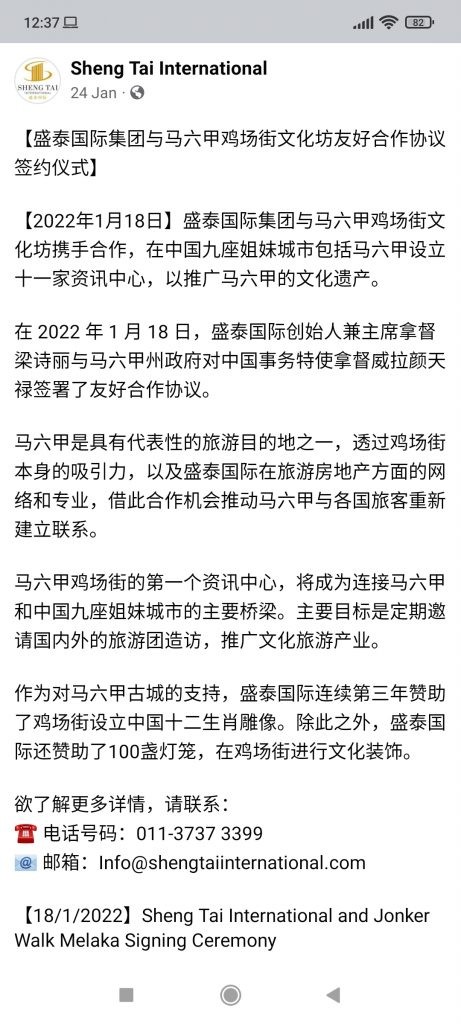 12:37
82
SHENG TAI
INTERNATIONAL
Sheng Tai International
24 Jan ·
【盛泰国际集团与马六甲鸡场街文化坊友好合作协议
签约仪式】
【2022年1月18日】盛泰国际集团与马六甲鸡场街文
化坊携手合作，在中国九座姐妹城市包括马六甲设立
十一家资讯中心，以推广马六甲的文化遗产。
在 2022 年 1 月 18 日，盛泰国际创始人兼主席拿督
梁诗丽与马六甲州政府对中国事务特使拿督威拉颜天
禄签署了友好合作协议。
马六甲是具有代表性的旅游目的地之一，透过鸡场街
本身的吸引力，以及盛泰国际在旅游房地产方面的网
络和专业，借此合作机会推动马六甲与各国旅客重新
建立联系。
马六甲鸡场街的第一个资讯中心，将成为连接马六甲
和中国九座姐妹城市的主要桥梁。主要目标是定期邀
请国内外的旅游团造访，推广文化旅游产业。
作为对马六甲古城的支持，盛泰国际连续第三年赞助
了鸡场街设立中国十二生肖雕像。除此之外，盛泰国
际还赞助了100盏灯笼，在鸡场街进行文化装饰。
欲了解更多详情，请联系：
☎️ 电话号码：011-3737 3399
📧 邮箱：Info@shengtaiinternational.com
【18/1/2022】Sheng Tai International and Jonker
Walk Melaka Signing Ceremony